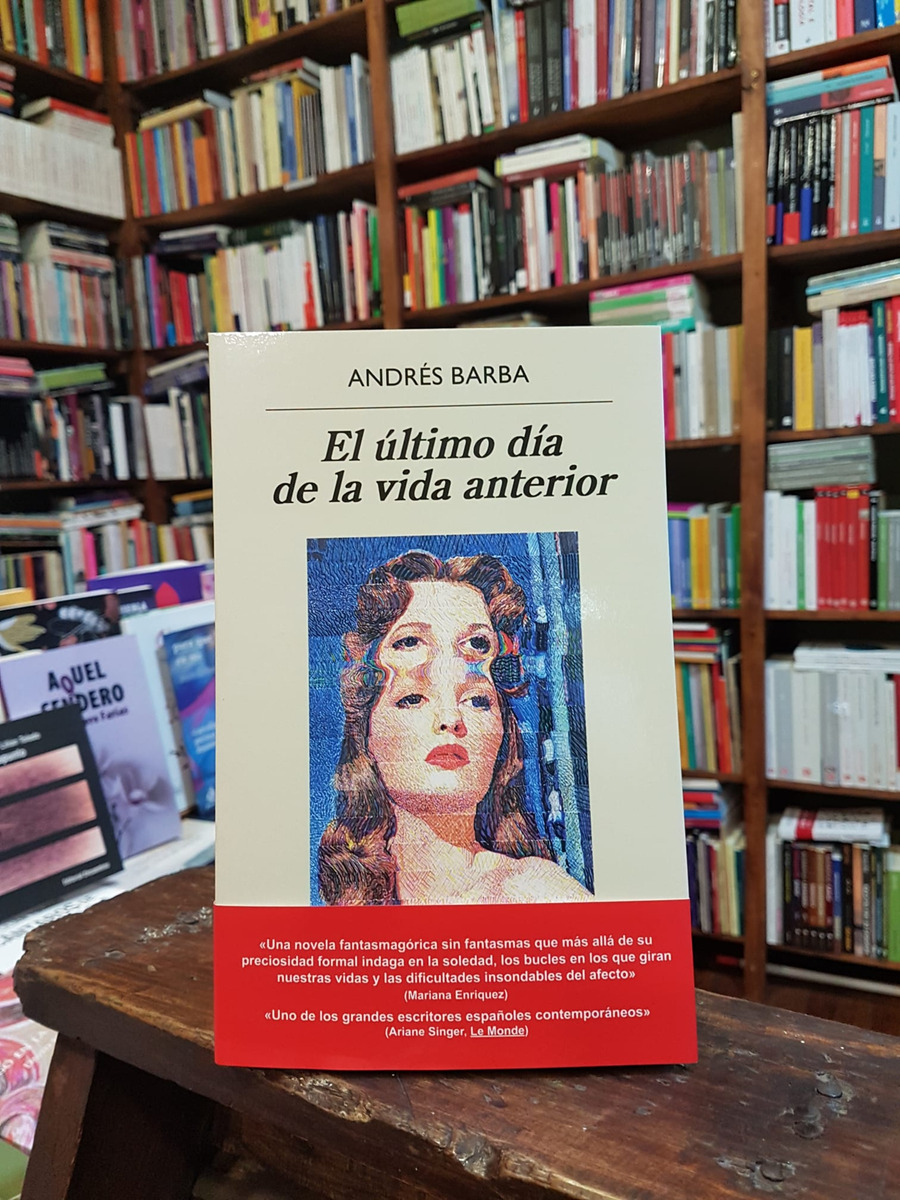 ANDRÉS BARBA
El último día
de la vida anterior
«Una novela fantasmagórica sin fantasmas que más allá de su
preciosidad formal indaga en la soledad, los bucles en los que giran
nuestras vidas y las dificultades insondables del afecto»
(Mariana Enriquez)
«Uno de los grandes escritores españoles contemporáneos»
(Ariane Singer, Le Monde)
AQUEL
SENDERO